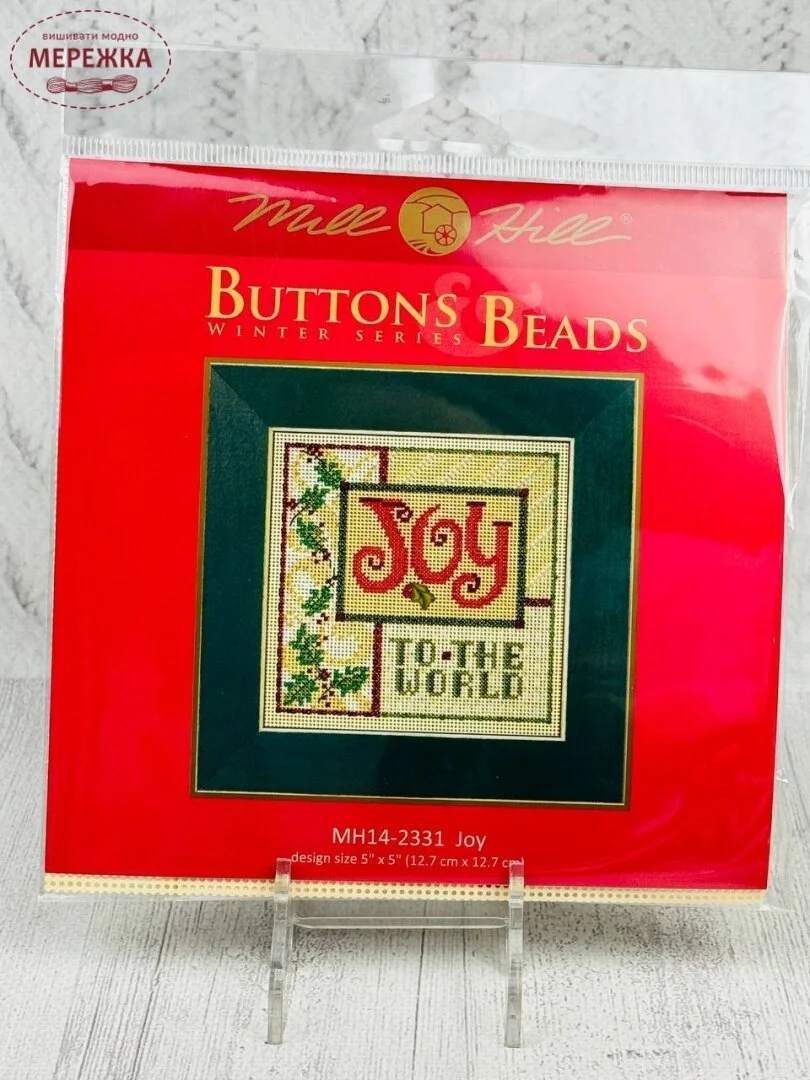 вишивати модно
МЕРЕЖКА
Mill Hill®
BUTTONS & BEADS
WINTER SERIES
JOY
TO·THE
WORLD
MH14-2331 Joy
design size 5" x 5" (12.7 cm x 12.7 cm)